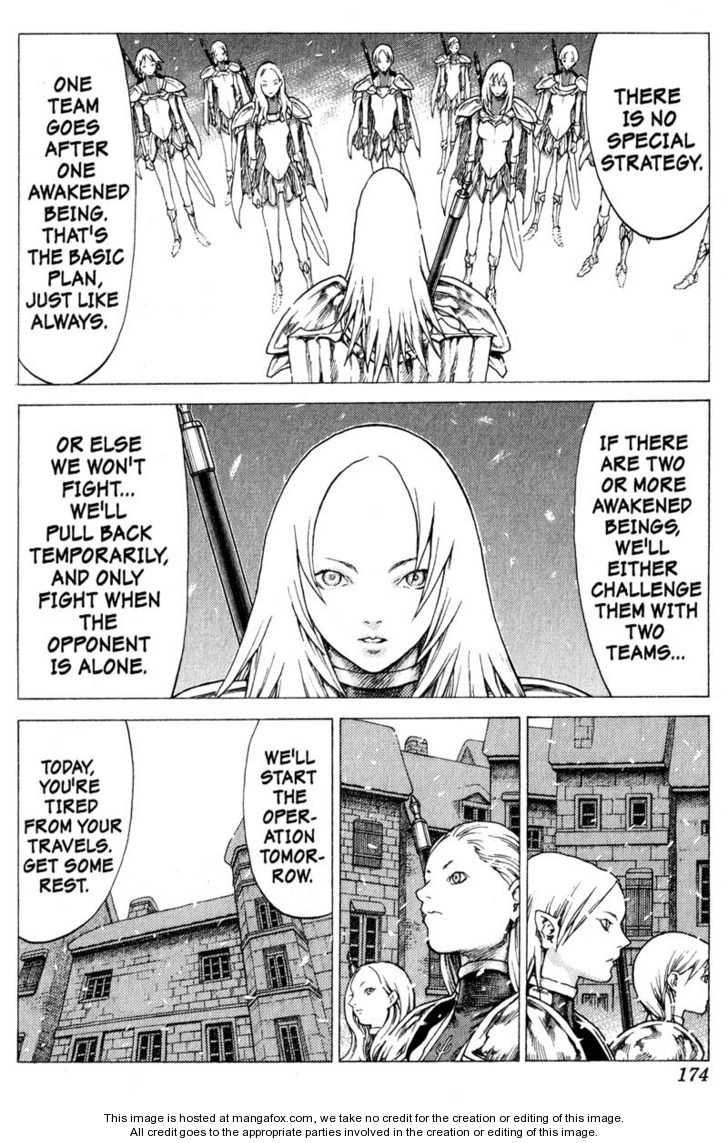 THERE
IS NO
SPECIAL
STRATEGY.
ONE
TEAM
GOES
AFTER
ONE
AWAKENED
BEING.
THAT'S
THE BASIC
PLAN,
JUST LIKE
ALWAYS.
IF THERE
ARE TWO
OR MORE
AWAKENED
BEINGS,
WE'LL
EITHER
CHALLENGE
THEM WITH
TWO
TEAMS...
OR ELSE
WE WON'T
FIGHT...
WE'LL
PULL BACK
TEMPORARILY,
AND ONLY
FIGHT WHEN
THE
OPPONENT
IS ALONE.
WE'LL
START
THE
OPER-
ATION
TOMOR-
ROW.
TODAY,
YOU'RE
TIRED
FROM YOUR
TRAVELS.
GET SOME
REST.
174
This image is hosted at mangafox.com, we take no credit for the creation or editing of this image.
All credit goes to the appropriate parties involved in the creation or editing of this image.